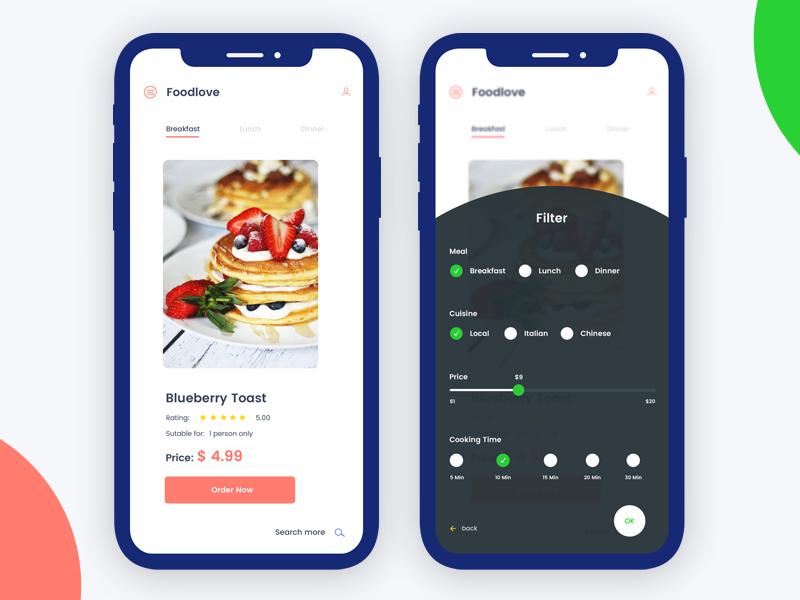 Foodlove
Breakfast Lunch Dinner
Blueberry Toast
Rating: 5.00
Sutable for: 1 person only
Price: $ 4.99
Order Now
Search more
Foodlove
Breakfast Lunch Dinner
Filter
Meal
Breakfast Lunch Dinner
Cuisine
Local Italian Chinese
Price $9
$1 $20
Blueberry Toast
Cooking Time
5 Min 10 Min 15 Min 20 Min 30 Min
back
OK